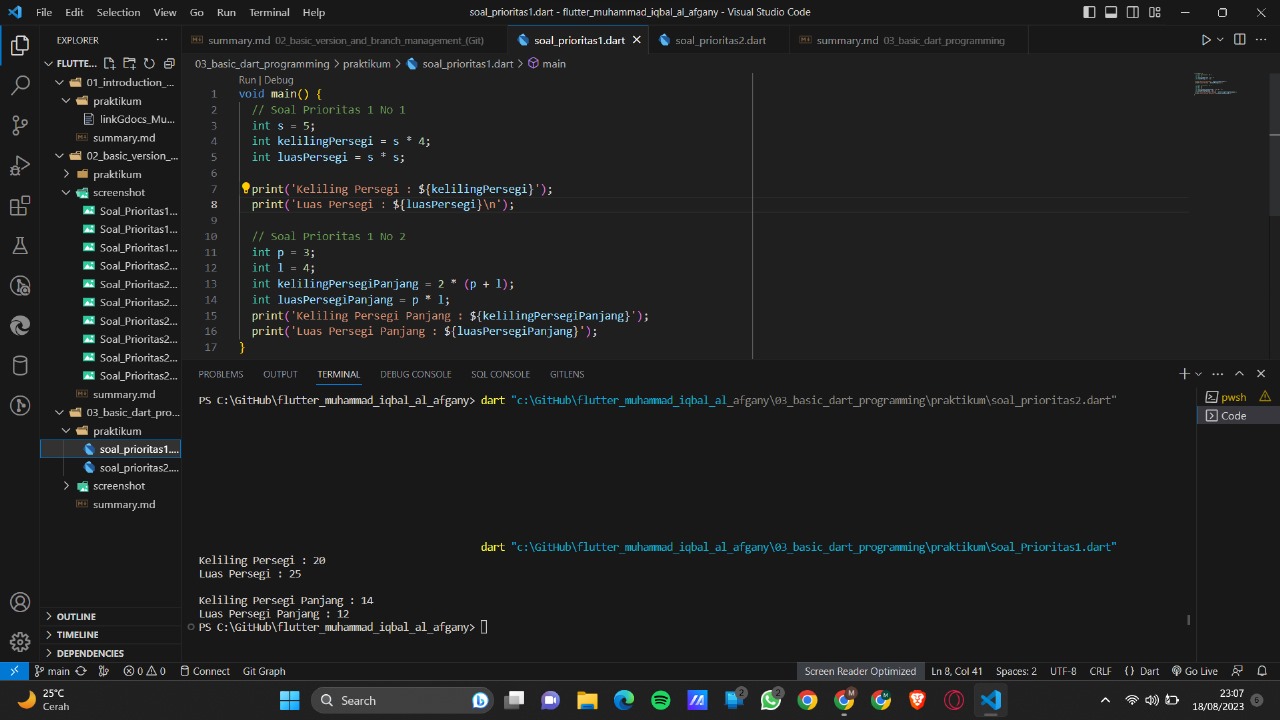 File Edit Selection View Go Run Terminal Help
soal_prioritas1.dart - flutter_muhammad_iqbal_al_afgany - Visual Studio Code
EXPLORER
FLUTTE...
01_introduction_...
praktikum
linkGdocs_Mu...
summary.md
02_basic_version_...
praktikum
screenshot
Soal_Prioritas1...
Soal_Prioritas1...
Soal_Prioritas1...
Soal_Prioritas2...
Soal_Prioritas2...
Soal_Prioritas2...
Soal_Prioritas2...
Soal_Prioritas2...
Soal_Prioritas2...
Soal_Prioritas2...
summary.md
03_basic_dart_pro...
praktikum
soal_prioritas1....
soal_prioritas2....
screenshot
summary.md
OUTLINE
TIMELINE
DEPENDENCIES
summary.md 02_basic_version_and_branch_management_(Git)
soal_prioritas1.dart
soal_prioritas2.dart
summary.md 03_basic_dart_programming
03_basic_dart_programming > praktikum > soal_prioritas1.dart > main
Run | Debug
1 void main() {
2 // Soal Prioritas 1 No 1
3 int s = 5;
4 int kelilingPersegi = s * 4;
5 int luasPersegi = s * s;
6
7 print('Keliling Persegi : ${kelilingPersegi}');
8 print('Luas Persegi : ${luasPersegi}\n');
9
10 // Soal Prioritas 1 No 2
11 int p = 3;
12 int l = 4;
13 int kelilingPersegiPanjang = 2 * (p + l);
14 int luasPersegiPanjang = p * l;
15 print('Keliling Persegi Panjang : ${kelilingPersegiPanjang}');
16 print('Luas Persegi Panjang : ${luasPersegiPanjang}');
17 }
PROBLEMS OUTPUT TERMINAL DEBUG CONSOLE SQL CONSOLE GITLENS
PS C:\GitHub\flutter_muhammad_iqbal_al_afgany> dart "c:\GitHub\flutter_muhammad_iqbal_al_afgany\03_basic_dart_programming\praktikum\soal_prioritas2.dart"
dart "c:\GitHub\flutter_muhammad_iqbal_al_afgany\03_basic_dart_programming\praktikum\Soal_Prioritas1.dart"
Keliling Persegi : 20
Luas Persegi : 25
Keliling Persegi Panjang : 14
Luas Persegi Panjang : 12
PS C:\GitHub\flutter_muhammad_iqbal_al_afgany>
pwsh
Code
main
0 0
Connect
Git Graph
Screen Reader Optimized
Ln 8, Col 41
Spaces: 2
UTF-8
CRLF
{ } Dart
Go Live
25°C
Cerah
Search
2
2
M
M
23:07
18/08/2023
6